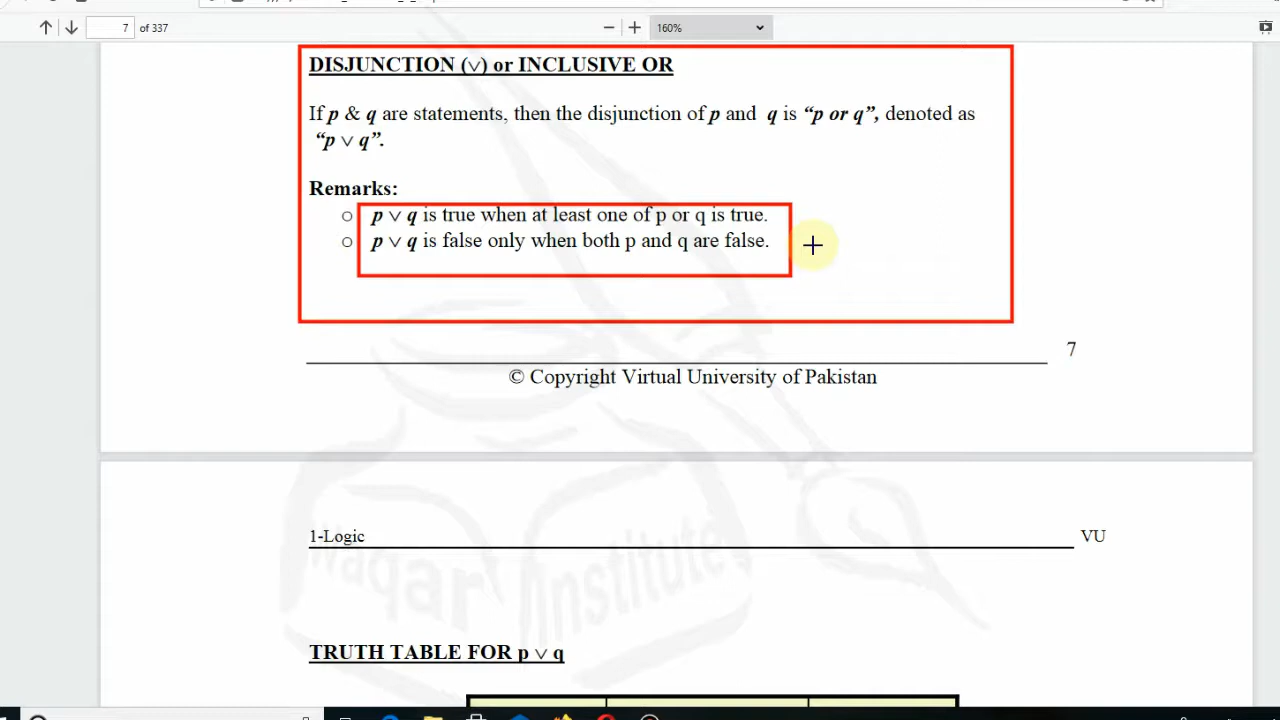 7 of 337
160%
DISJUNCTION (∨) or INCLUSIVE OR
If p & q are statements, then the disjunction of p and q is “p or q”, denoted as
“p ∨ q”.
Remarks:
○ p ∨ q is true when at least one of p or q is true.
○ p ∨ q is false only when both p and q are false.
7
© Copyright Virtual University of Pakistan
1-Logic VU
Waqar Institute
TRUTH TABLE FOR p ∨ q